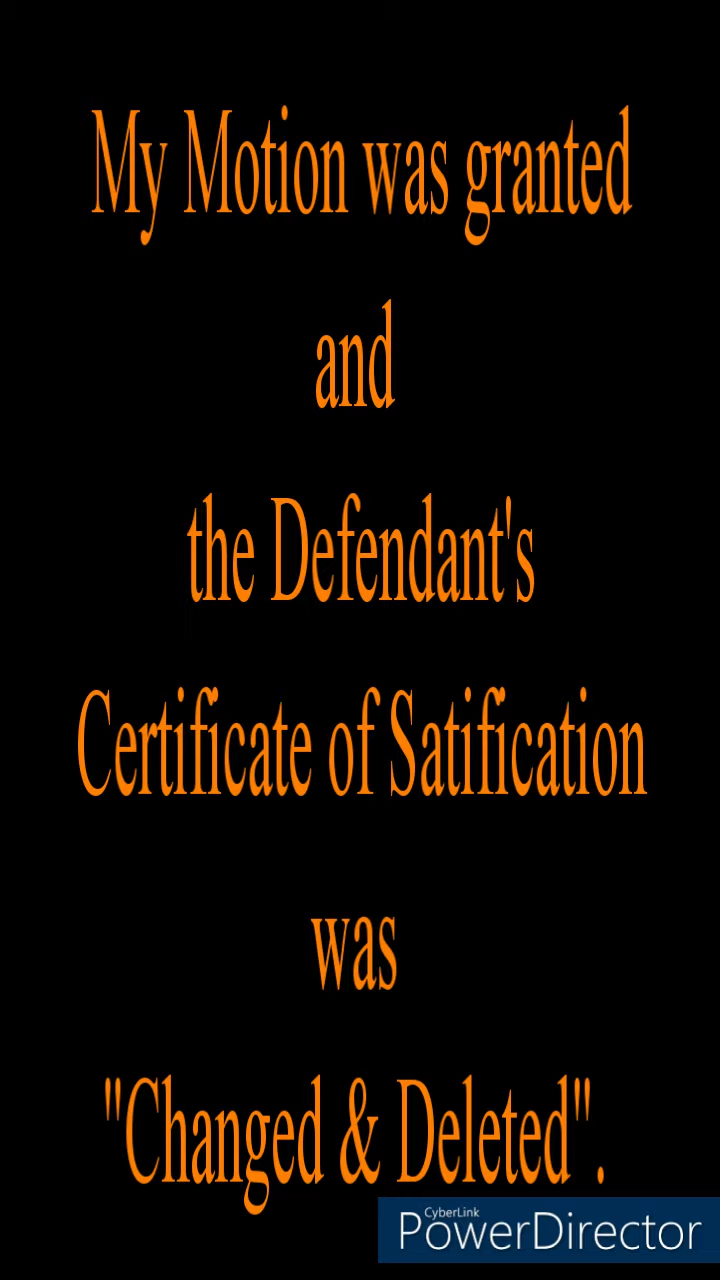 My Motion was granted
and
the Defendant's
Certificate of Satification
was
"Changed & Deleted".
CyberLink
PowerDirector